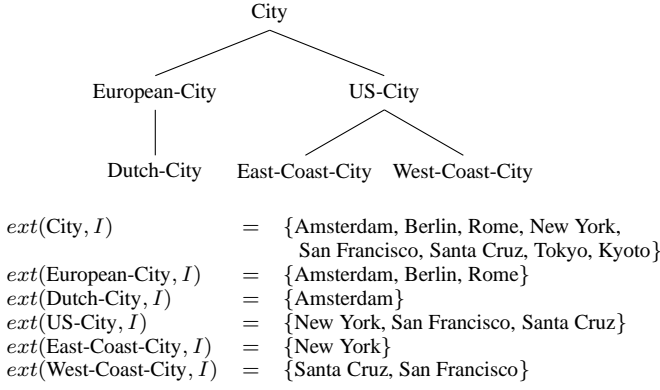 City
European-City US-City
Dutch-City East-Coast-City West-Coast-City
ext(City, I) = {Amsterdam, Berlin, Rome, New York,
San Francisco, Santa Cruz, Tokyo, Kyoto}
ext(European-City, I) = {Amsterdam, Berlin, Rome}
ext(Dutch-City, I) = {Amsterdam}
ext(US-City, I) = {New York, San Francisco, Santa Cruz}
ext(East-Coast-City, I) = {New York}
ext(West-Coast-City, I) = {Santa Cruz, San Francisco}